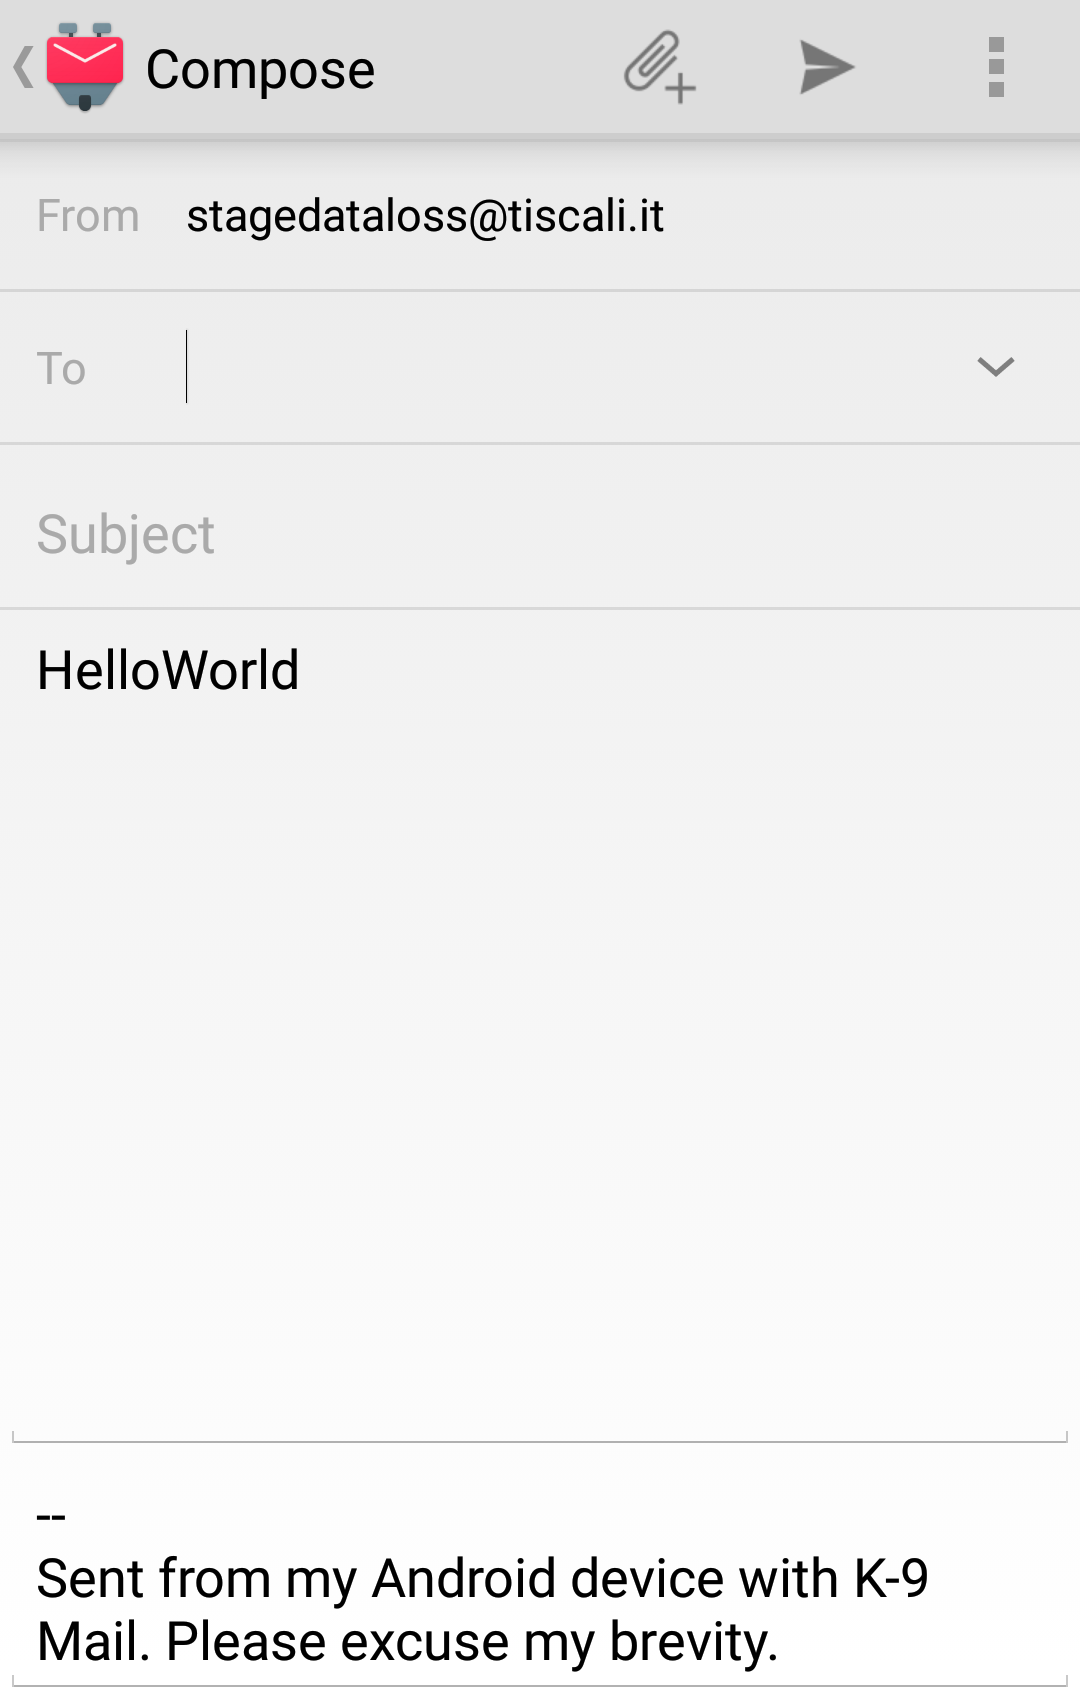 Compose
From stagedataloss@tiscali.it
To
Subject
HelloWorld
--
Sent from my Android device with K-9
Mail. Please excuse my brevity.